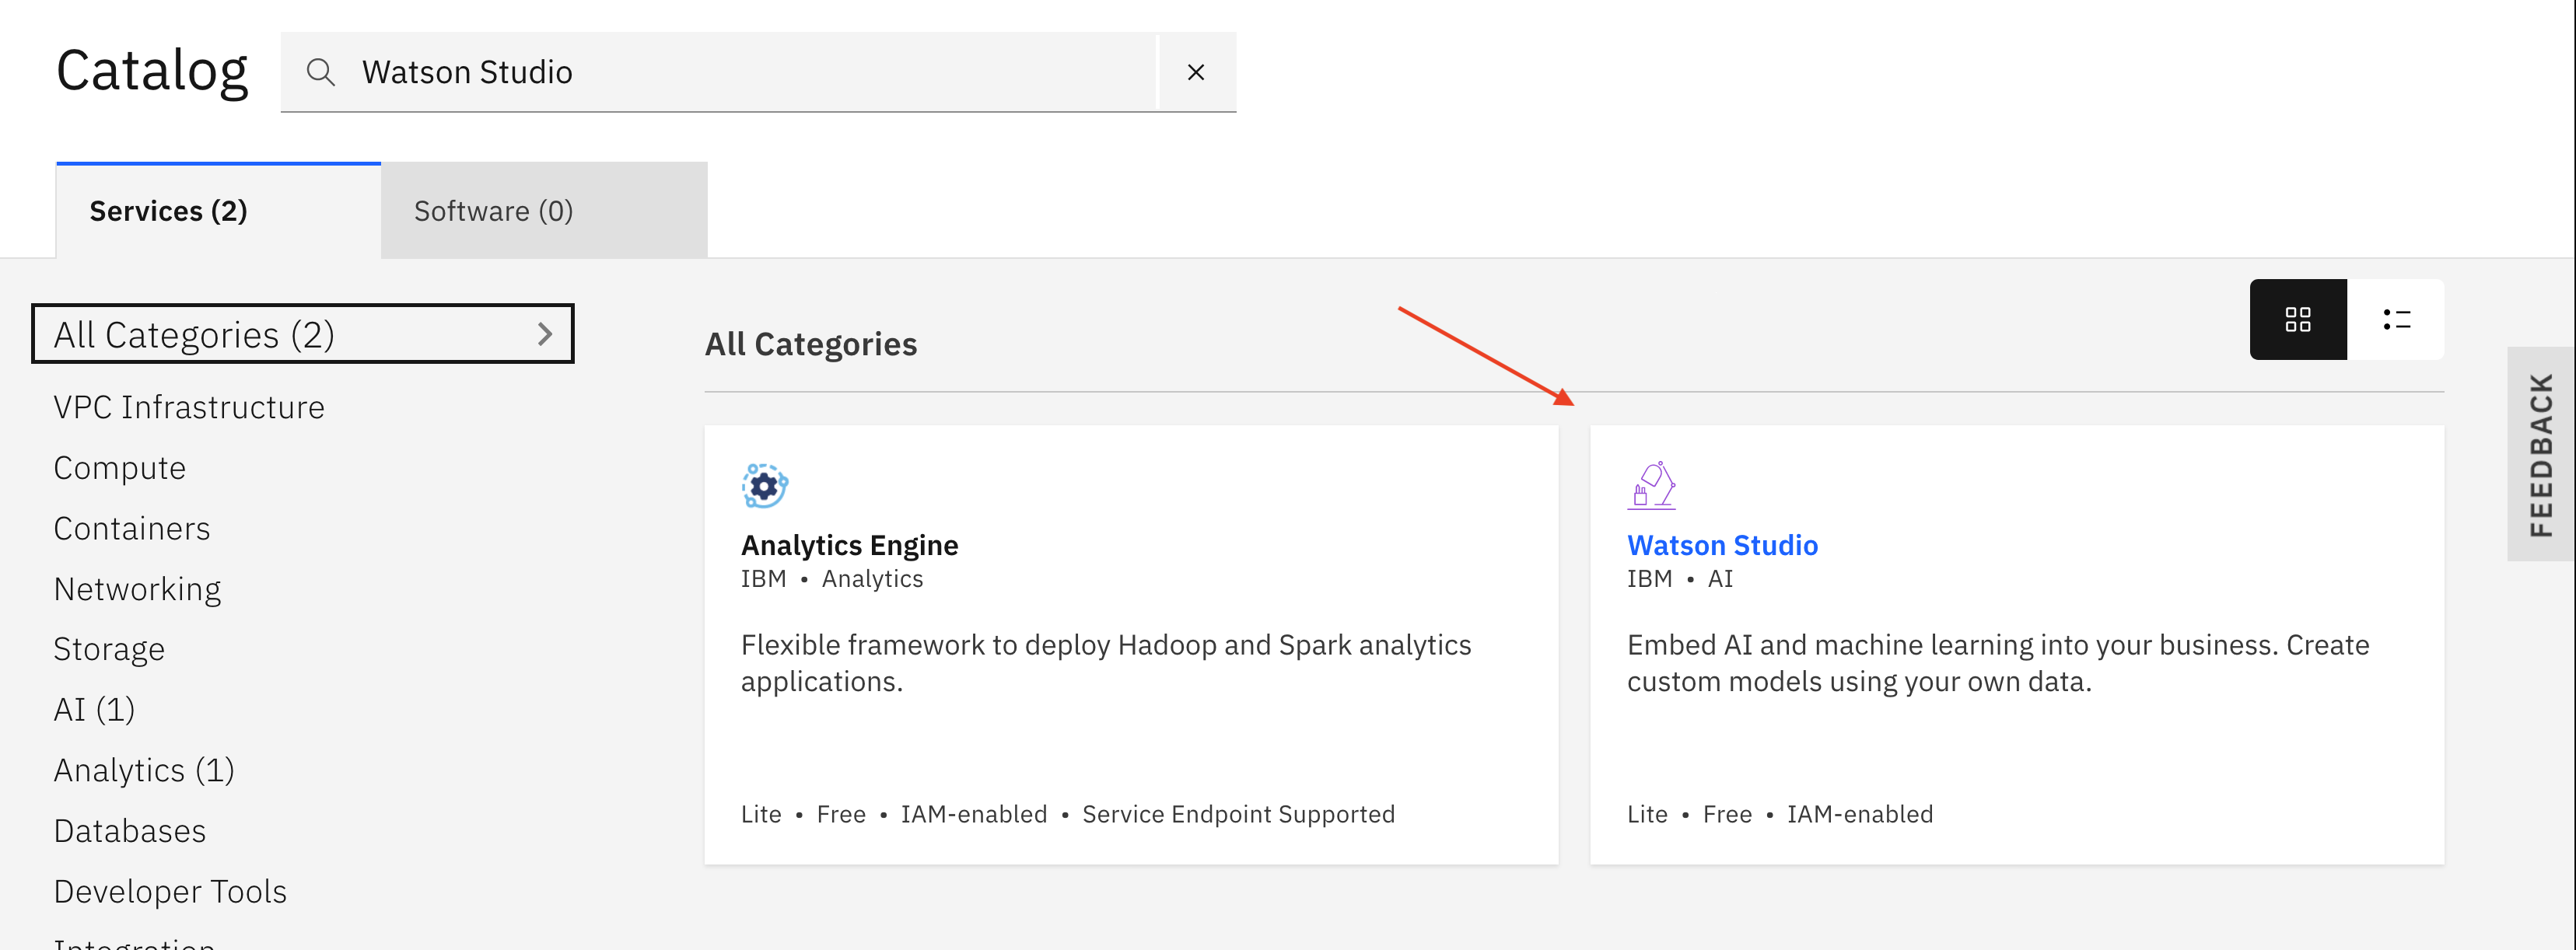 Catalog
Watson Studio
Services (2)
Software (0)
All Categories (2)
VPC Infrastructure
Compute
Containers
Networking
Storage
AI (1)
Analytics (1)
Databases
Developer Tools
Integration
All Categories
Analytics Engine
IBM • Analytics
Flexible framework to deploy Hadoop and Spark analytics
applications.
Lite • Free • IAM-enabled • Service Endpoint Supported
Watson Studio
IBM • AI
Embed AI and machine learning into your business. Create
custom models using your own data.
Lite • Free • IAM-enabled
FEEDBACK